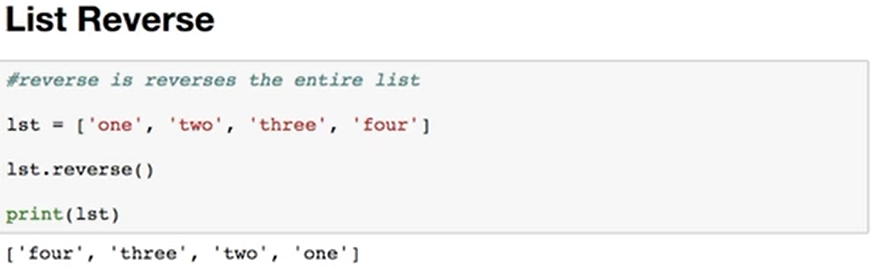 List Reverse
#reverse is reverses the entire list
lst = ['one', 'two', 'three', 'four']
lst.reverse()
print(lst)
['four', 'three', 'two', 'one']